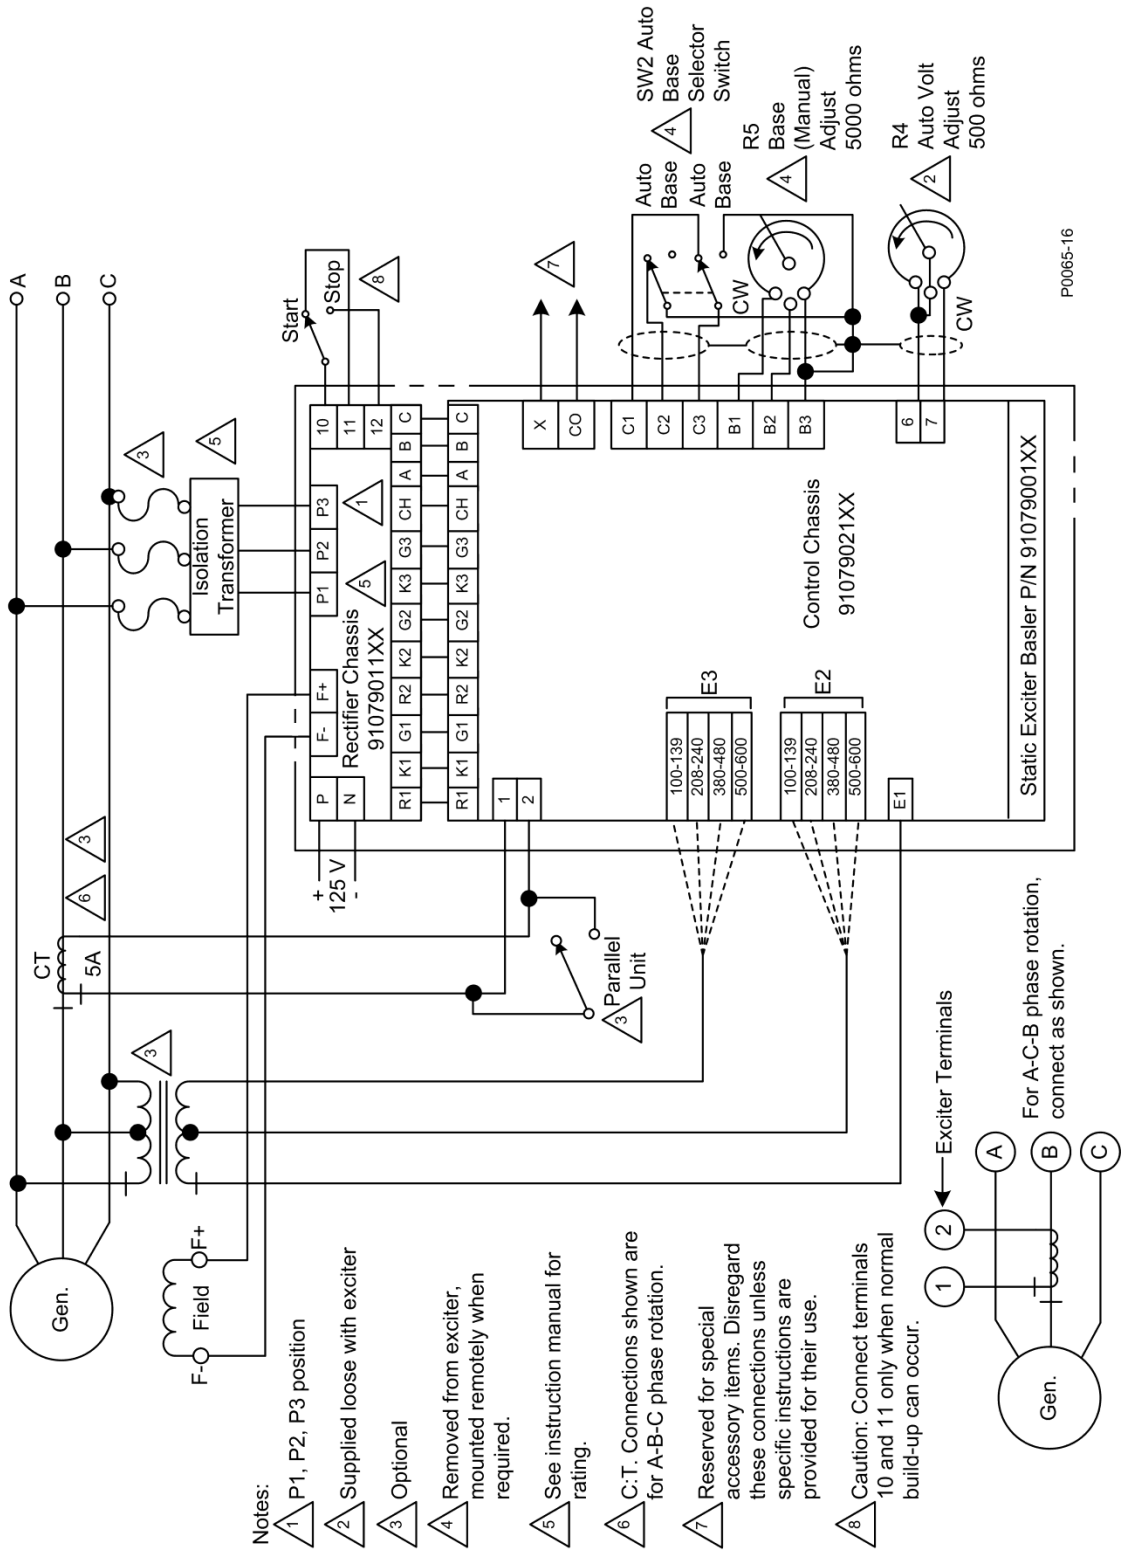 A
B
C
Gen.
CT
5A
6
3
3
3
5
Isolation
Transformer
Start
Stop
8
F-
Field
F+
+
125 V
-
P
N
F-
F+
P1
P2
P3
10
11
12
5
1
Rectifier Chassis
91079011XX
R1
K1
G1
R2
K2
G2
K3
G3
CH
A
B
C
R1
K1
G1
R2
K2
G2
K3
G3
CH
A
B
C
1
2
Parallel
Unit
3
X
CO
7
C1
C2
C3
B1
B2
B3
6
7
Auto
Base
Auto
Base
SW2 Auto
Base
Selector
Switch
4
CW
R5
Base
(Manual)
Adjust
5000 ohms
4
CW
R4
Auto Volt
Adjust
500 ohms
2
100-139
208-240
380-480
500-600
E3
100-139
208-240
380-480
500-600
E2
E1
Control Chassis
91079021XX
Static Exciter Basler P/N 91079001XX
P0065-16
Notes:
1 P1, P2, P3 position
2 Supplied loose with exciter
3 Optional
4 Removed from exciter,
mounted remotely when
required.
5 See instruction manual for
rating.
6 C:T. Connections shown are
for A-B-C phase rotation.
7 Reserved for special
accessory items. Disregard
these connections unless
specific instructions are
provided for their use.
8 Caution: Connect terminals
10 and 11 only when normal
build-up can occur.
Gen.
1
2
Exciter Terminals
A
B
C
For A-C-B phase rotation,
connect as shown.